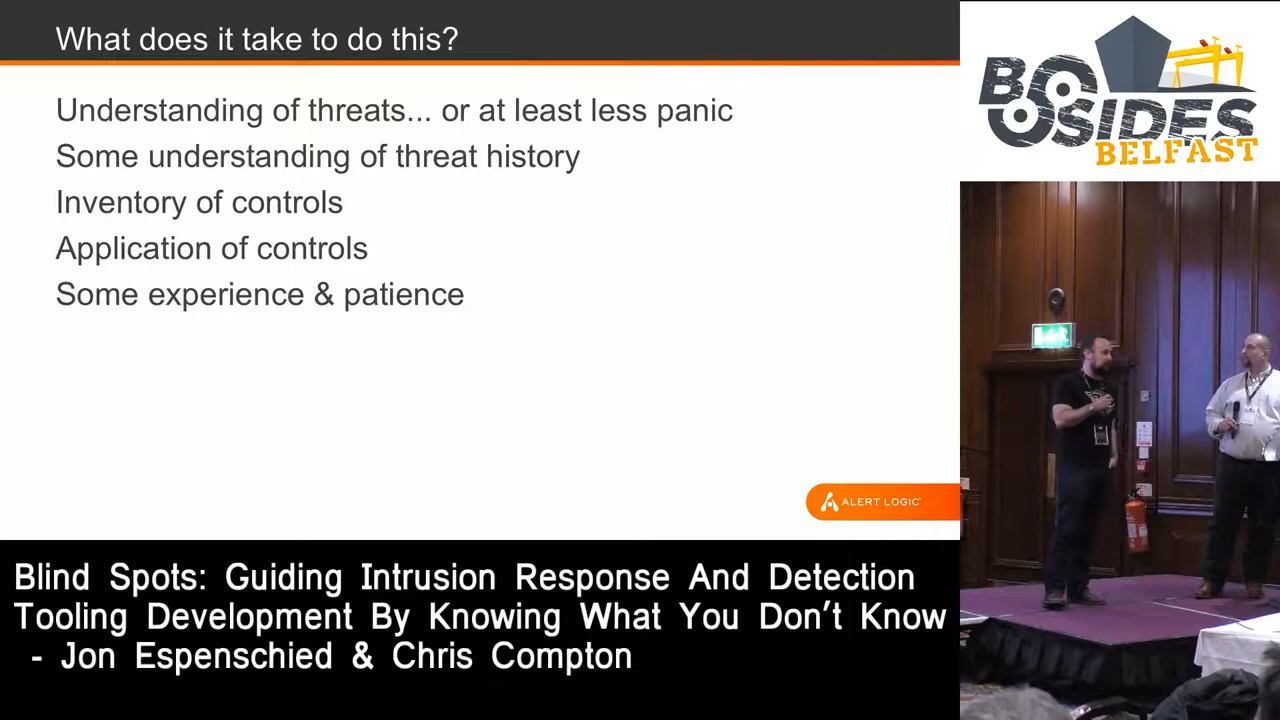 What does it take to do this?
Understanding of threats... or at least less panic
Some understanding of threat history
Inventory of controls
Application of controls
Some experience & patience
ALERT LOGIC
BSIDES
BELFAST
Blind Spots: Guiding Intrusion Response And Detection
Tooling Development By Knowing What You Don't Know
- Jon Espenschied & Chris Compton